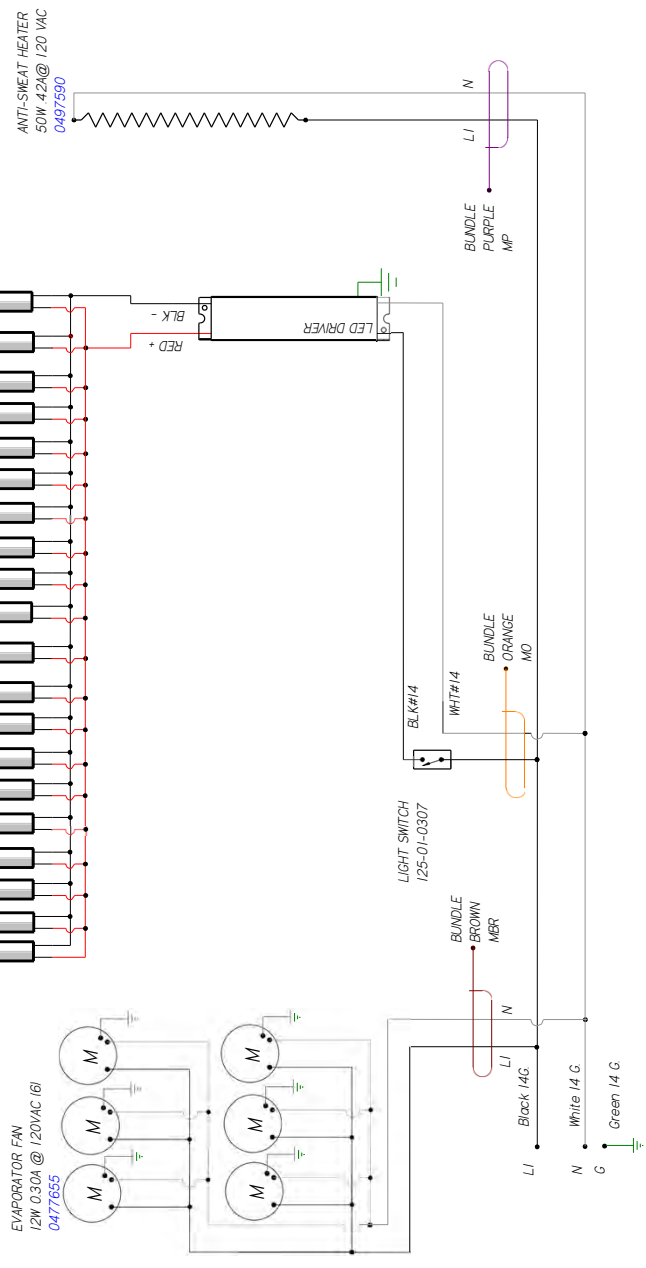 ANTI-SWEAT HEATER
50W .42A@ 120 VAC
0497590
N
L1
BUNDLE
PURPLE
MP
BLK -
RED +
LED DRIVER
BLK#14
WHT#14
BUNDLE
ORANGE
MO
LIGHT SWITCH
125-01-0307
BUNDLE
BROWN
MBR
N
L1
EVAPORATOR FAN
12W 0.30A @ 120VAC (6)
0477655
M
M
M
M
M
M
Black 14G.
White 14 G.
Green 14 G.
L1
N
G